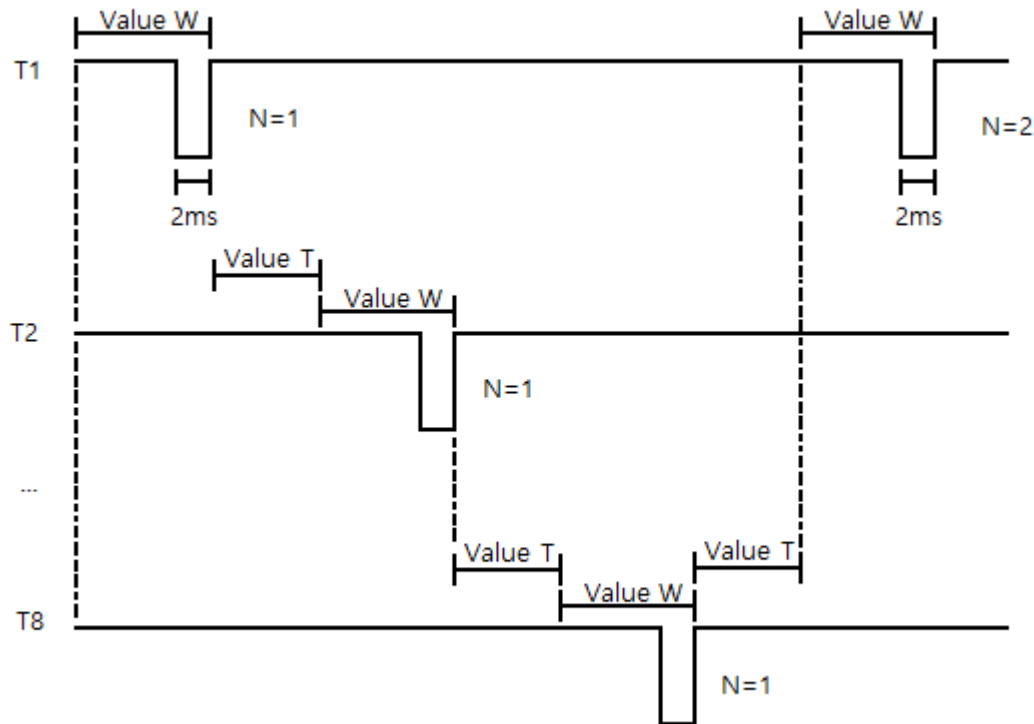 Value W
Value W
T1
N=1
N=2
2ms
2ms
Value T
Value W
T2
N=1
...
Value T
Value T
Value W
T8
N=1